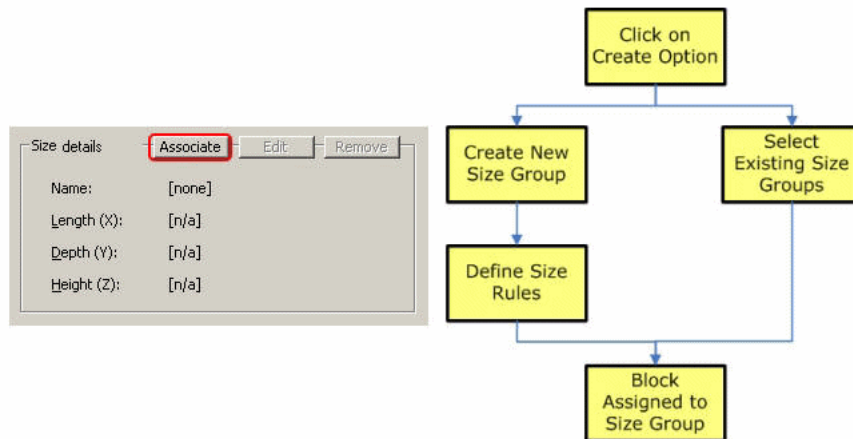 Size details
Associate
Edit
Remove
Name: [none]
Length (X): [n/a]
Depth (Y): [n/a]
Height (Z): [n/a]
Click on
Create Option
Create New
Size Group
Select
Existing Size
Groups
Define Size
Rules
Block
Assigned to
Size Group